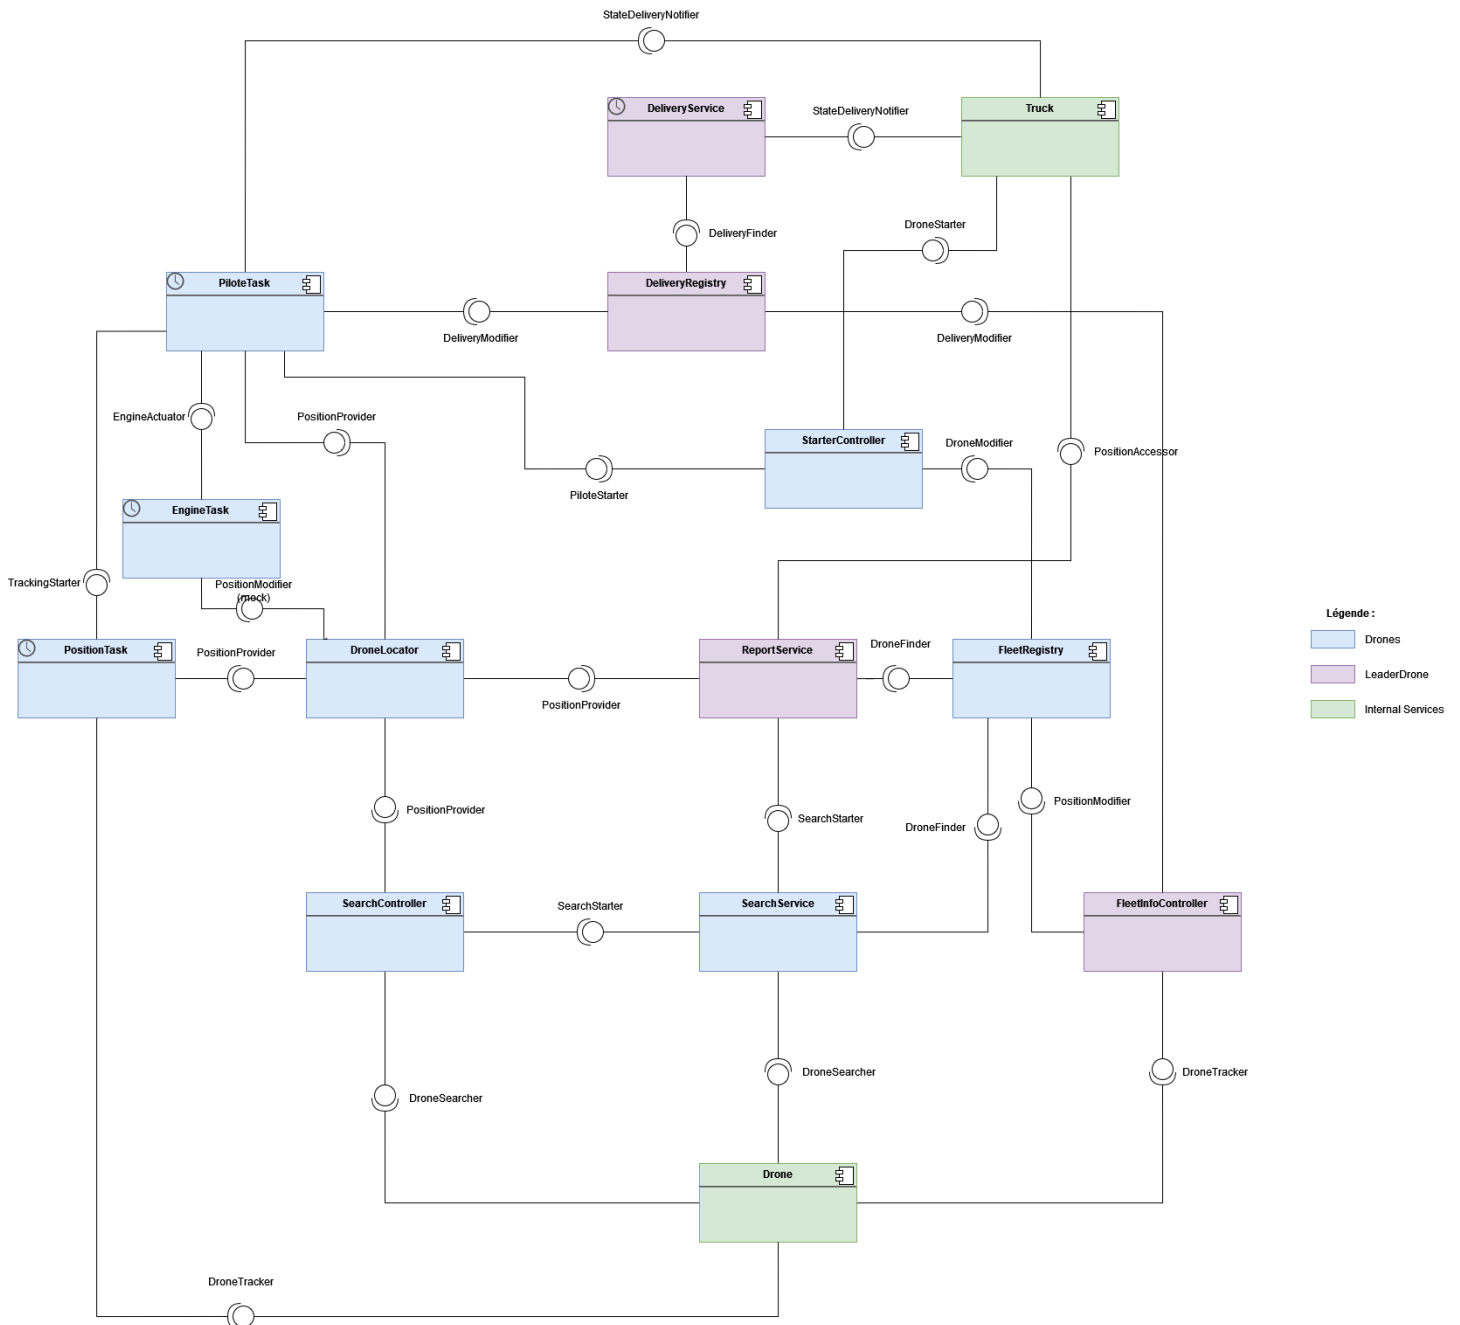 StateDeliveryNotifier
DeliveryService
StateDeliveryNotifier
Truck
DroneStarter
DeliveryFinder
PiloteTask
DeliveryRegistry
DeliveryModifier
DeliveryModifier
EngineActuator
PositionProvider
StarterController
DroneModifier
PositionAccessor
PiloteStarter
EngineTask
TrackingStarter
PositionModifier
(mock)
Légende :
Drones
LeaderDrone
Internal Services
PositionTask
PositionProvider
DroneLocator
PositionProvider
ReportService
DroneFinder
FleetRegistry
PositionProvider
SearchStarter
DroneFinder
PositionModifier
SearchController
SearchStarter
SearchService
FleetInfoController
DroneSearcher
DroneSearcher
DroneTracker
Drone
DroneTracker